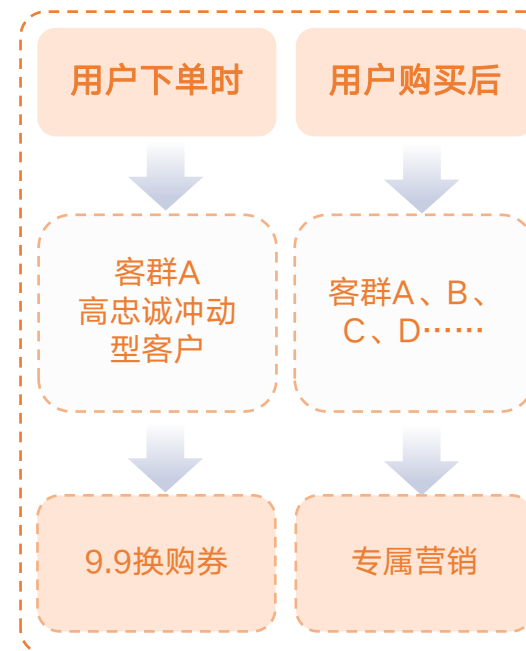 用户下单时
用户购买后
客群A
高忠诚冲动
型客户
客群A、B、
C、D……
9.9换购券
专属营销